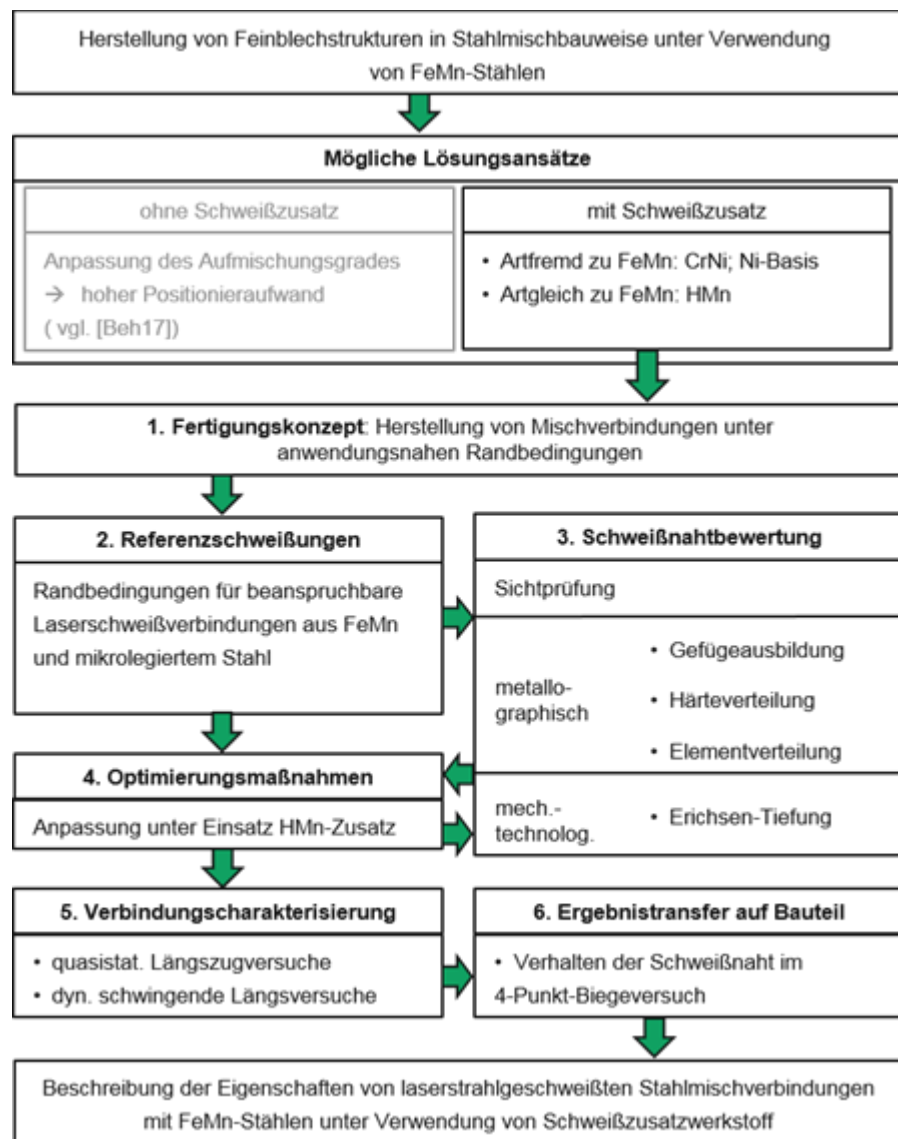 Herstellung von Feinblechstrukturen in Stahlmischbauweise unter Verwendung
von FeMn-Stählen
Mögliche Lösungsansätze
ohne Schweißzusatz
Anpassung des Aufmischungsgrades
→ hoher Positionieraufwand
( vgl. [Beh17])
mit Schweißzusatz
• Artfremd zu FeMn: CrNi; Ni-Basis
• Artgleich zu FeMn: HMn
1. Fertigungskonzept: Herstellung von Mischverbindungen unter
anwendungsnahen Randbedingungen
2. Referenzschweißungen
Randbedingungen für beanspruchbare
Laserschweißverbindungen aus FeMn
und mikrolegiertem Stahl
3. Schweißnahtbewertung
Sichtprüfung
metallo-
graphisch
• Gefügeausbildung
• Härteverteilung
• Elementverteilung
mech.-
technolog.
• Erichsen-Tiefung
4. Optimierungsmaßnahmen
Anpassung unter Einsatz HMn-Zusatz
5. Verbindungscharakterisierung
• quasistat. Längszugversuche
• dyn. schwingende Längsversuche
6. Ergebnistransfer auf Bauteil
• Verhalten der Schweißnaht im
4-Punkt-Biegeversuch
Beschreibung der Eigenschaften von laserstrahlgeschweißten Stahlmischverbindungen
mit FeMn-Stählen unter Verwendung von Schweißzusatzwerkstoff